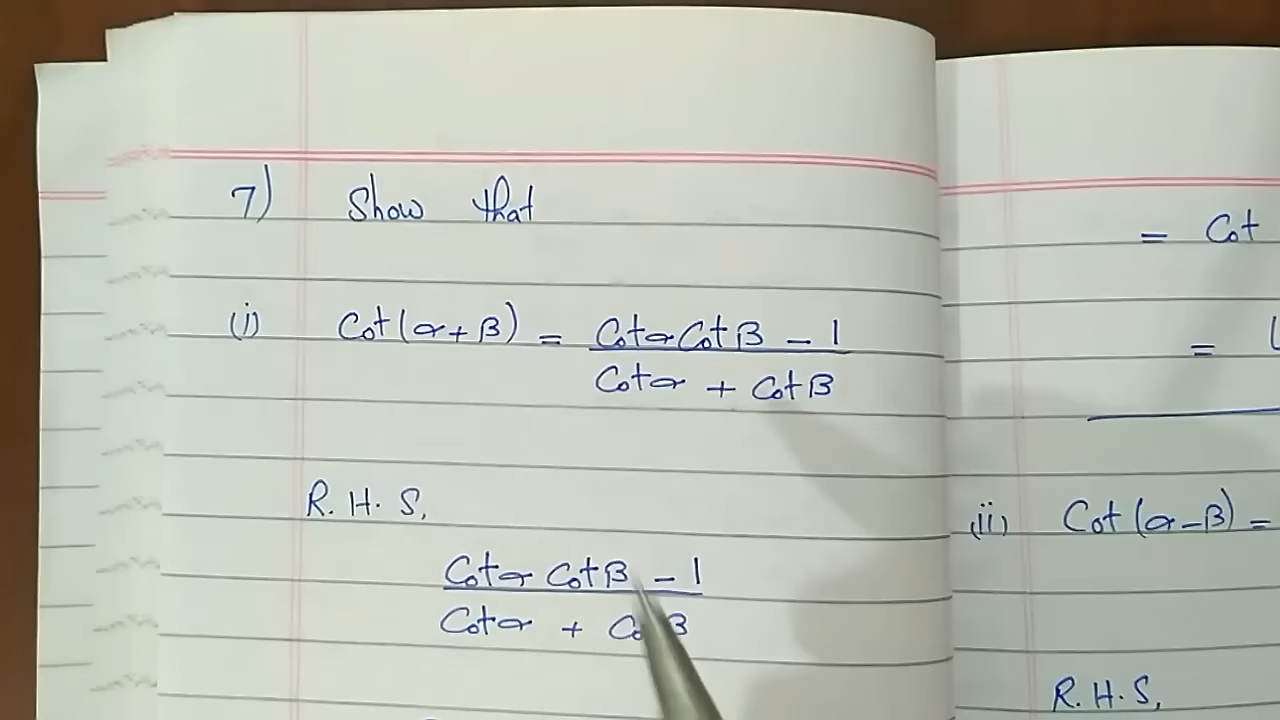 7) Show that
(i) Cot(α+β) = Cotα Cotβ - 1
Cotα + Cotβ
R.H.S,
Cotα Cotβ - 1
Cotα + Cotβ
= Cot
=
(ii) Cot(α-β) =
R.H.S,